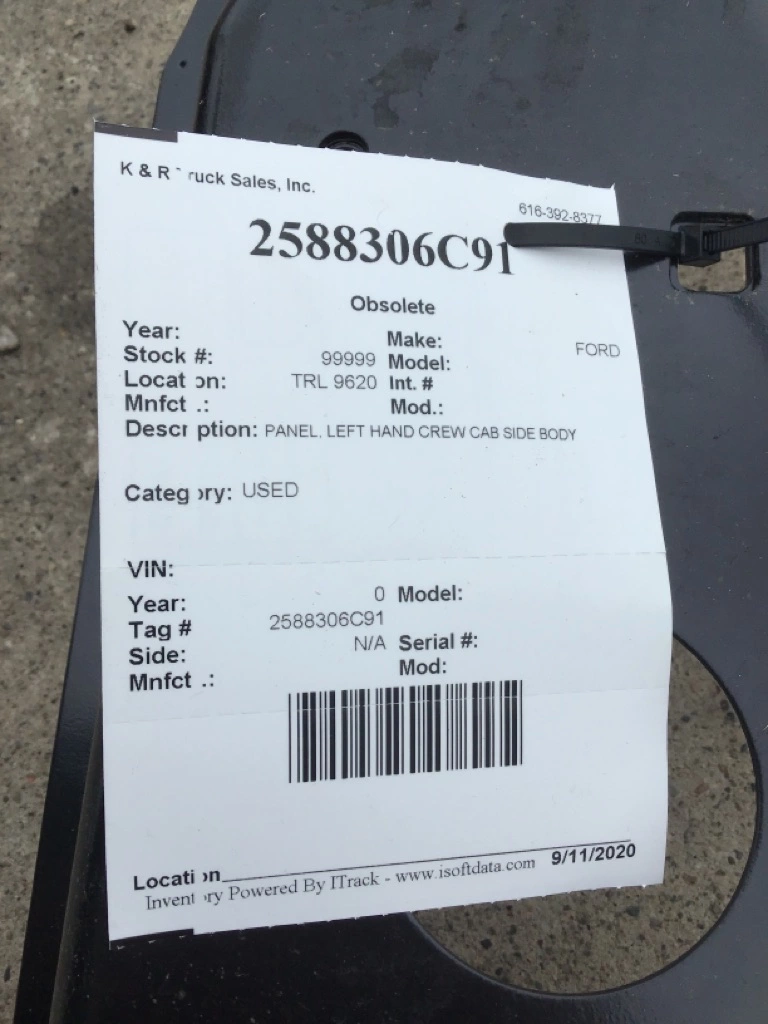 K & R Truck Sales, Inc.
616-392-8377
2588306C91
Obsolete
Year: Make: FORD
Stock #: 99999 Model:
Location: TRL 9620 Int. #
Mnfct.: Mod.:
Description: PANEL, LEFT HAND CREW CAB SIDE BODY
Category: USED
VIN:
Year: 0 Model:
Tag # 2588306C91
Side: N/A Serial #:
Mnfct.: Mod:
Location
9/11/2020
Inventory Powered By ITrack - www.isoftdata.com